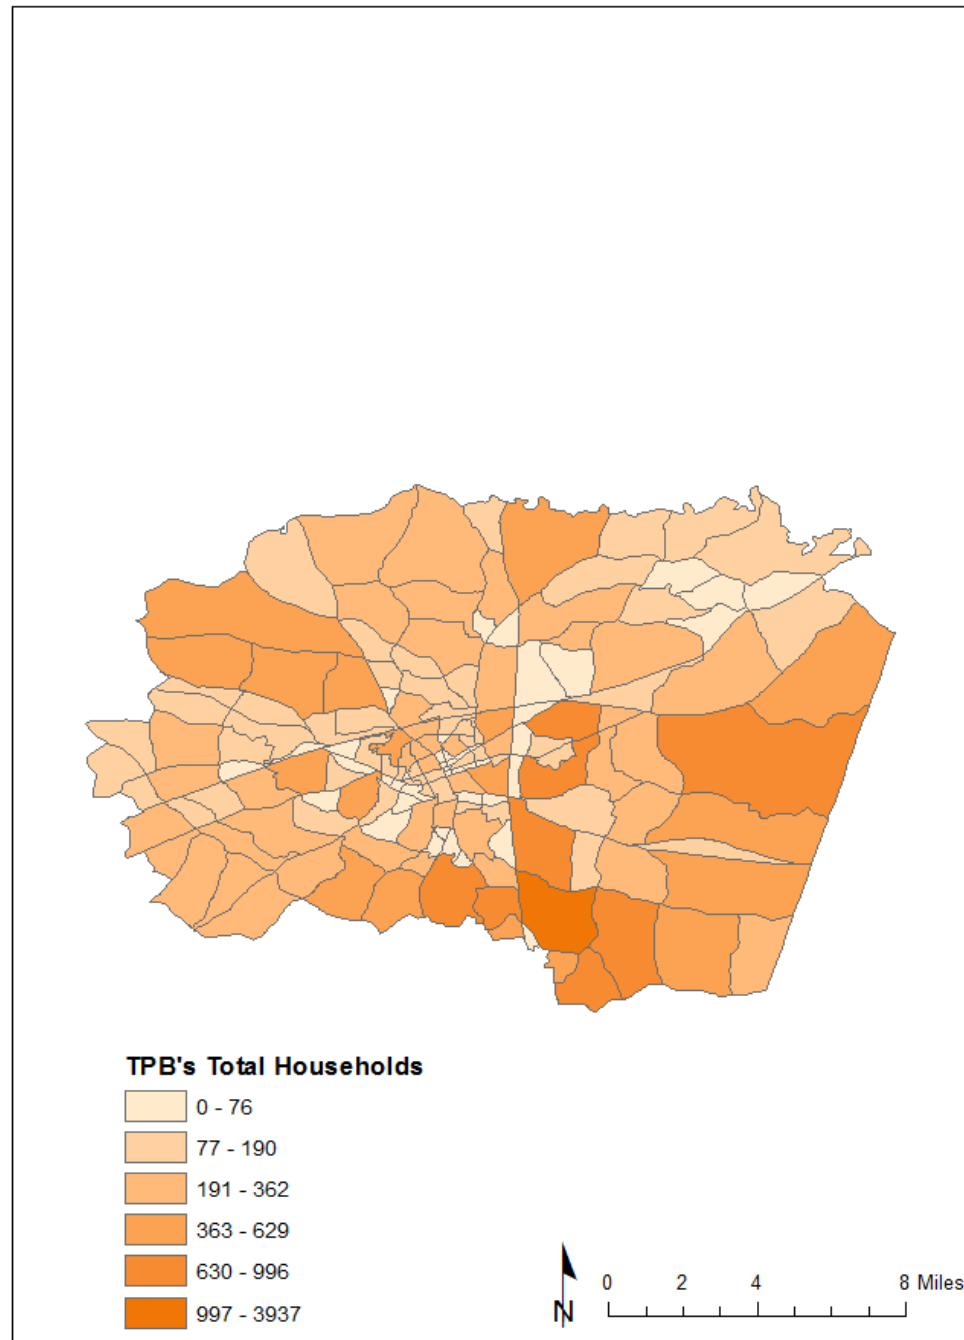 TPB's Total Households
0 - 76
77 - 190
191 - 362
363 - 629
630 - 996
997 - 3937
N
0 2 4 8 Miles